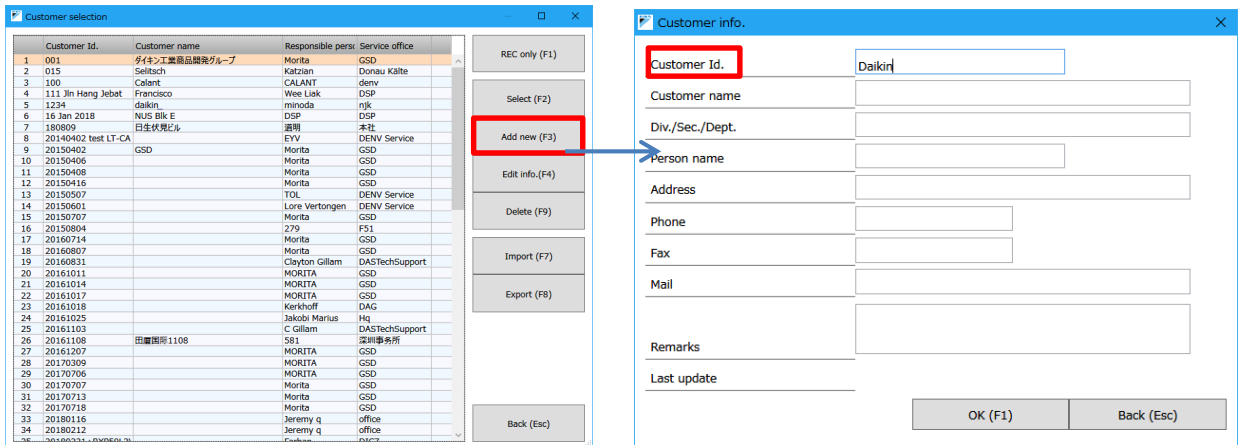 Customer selection
Customer Id. Customer name Responsible perso Service office
1 001 ダイキン工業商品開発グループ Morita GSD
2 015 Selitsch Katzian Donau Kälte
3 100 Calant CALANT denv
4 111 Jln Hang Jebat Francisco Wee Liak DSP
5 1234 daikin_ minoda njk
6 16 Jan 2018 NUS Blk E DSP DSP
7 180809 日生伏見ビル 道明 本社
8 20140402 test LT-CA EYV DENV Service
9 20150402 GSD Morita GSD
10 20150406 Morita GSD
11 20150408 Morita GSD
12 20150416 Morita GSD
13 20150507 TOL DENV Service
14 20150601 Lore Vertongen DENV Service
15 20150707 Morita GSD
16 20150804 279 F51
17 20160714 Morita GSD
18 20160807 Morita GSD
19 20160831 Clayton Gillam DASTechSupport
20 20161011 MORITA GSD
21 20161014 MORITA GSD
22 20161017 MORITA GSD
23 20161018 Kerkhoff DAG
24 20161025 Jakobi Marius Hq
25 20161103 C Gillam DASTechSupport
26 20161108 田厦国际1108 581 深圳事务所
27 20161207 MORITA GSD
28 20170309 MORITA GSD
29 20170706 MORITA GSD
30 20170707 Morita GSD
31 20170713 Morita GSD
32 20170718 Morita GSD
33 20180116 Jeremy q office
34 20180212 Jeremy q office
REC only (F1)
Select (F2)
Add new (F3)
Edit info.(F4)
Delete (F9)
Import (F7)
Export (F8)
Back (Esc)
Customer info.
Customer Id. Daikin
Customer name
Div./Sec./Dept.
Person name
Address
Phone
Fax
Mail
Remarks
Last update
OK (F1) Back (Esc)